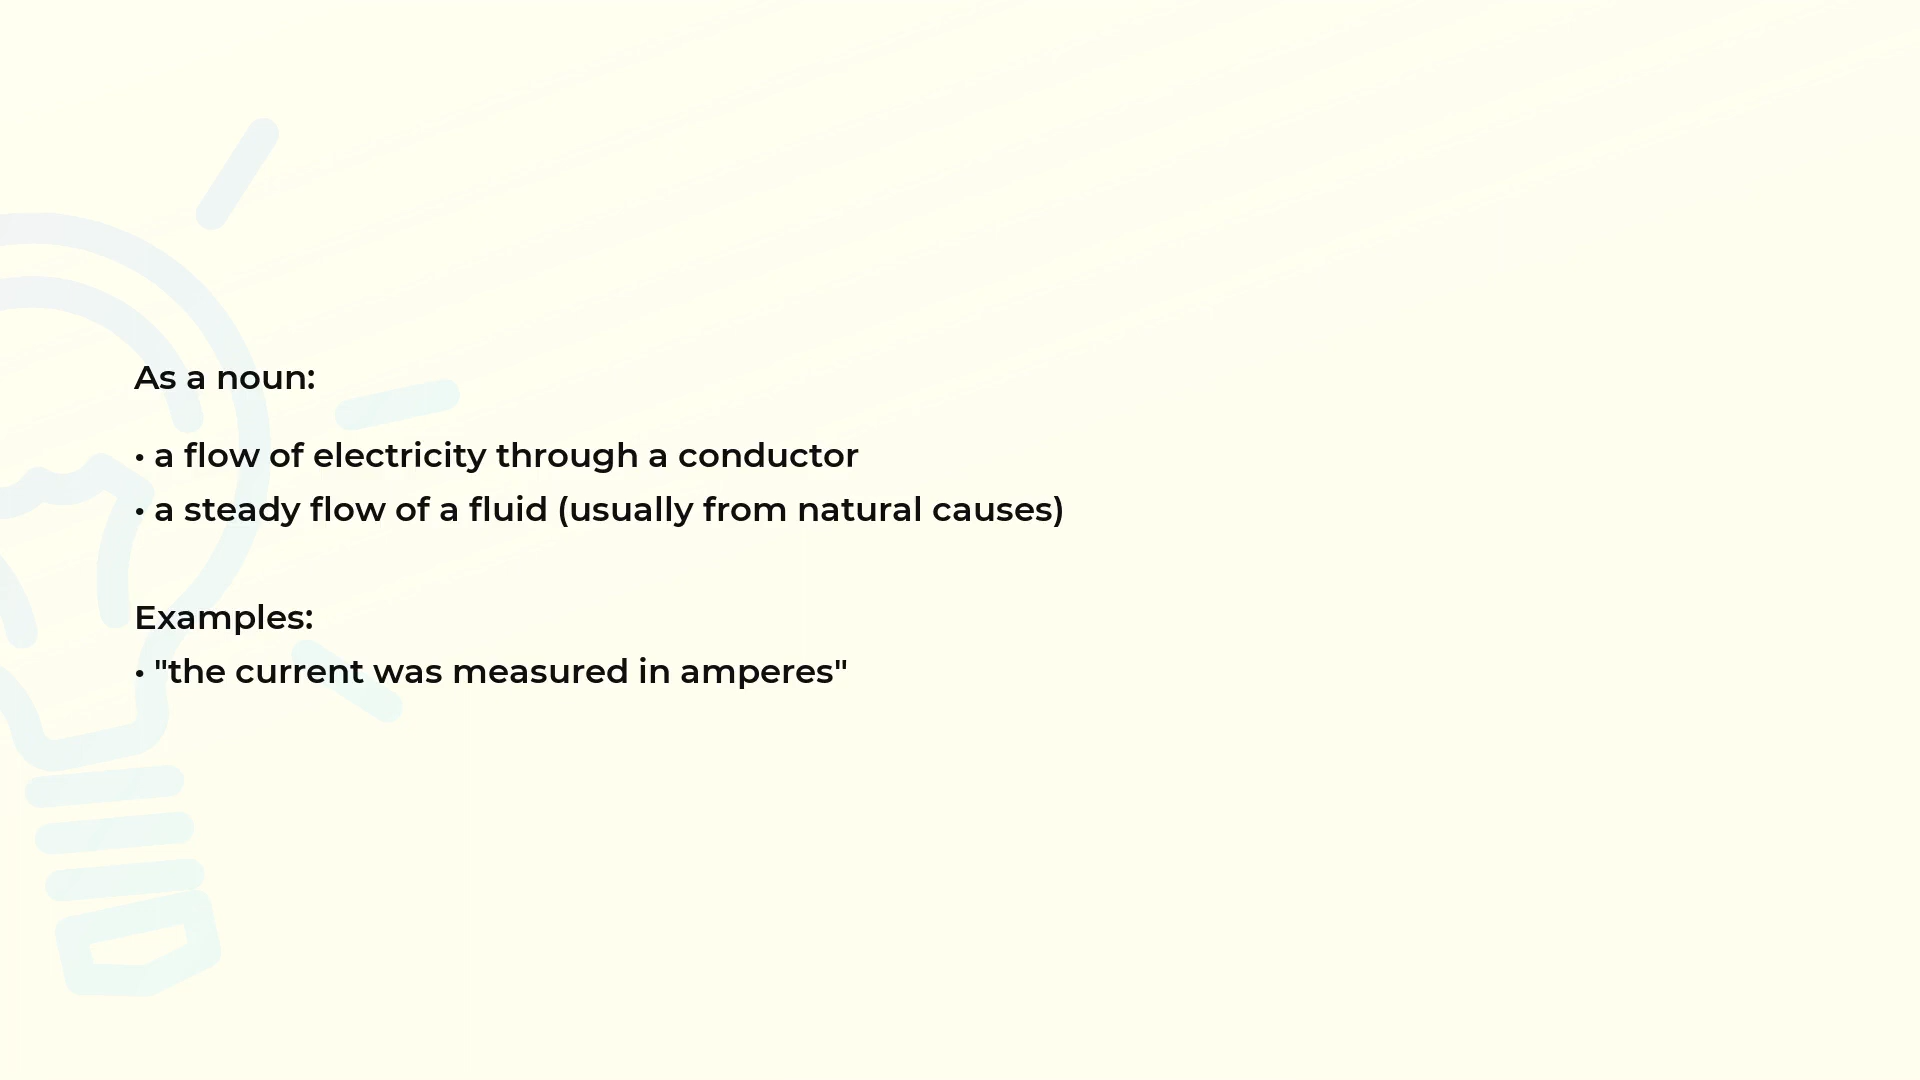 As a noun:
• a flow of electricity through a conductor
• a steady flow of a fluid (usually from natural causes)
Examples:
• "the current was measured in amperes"